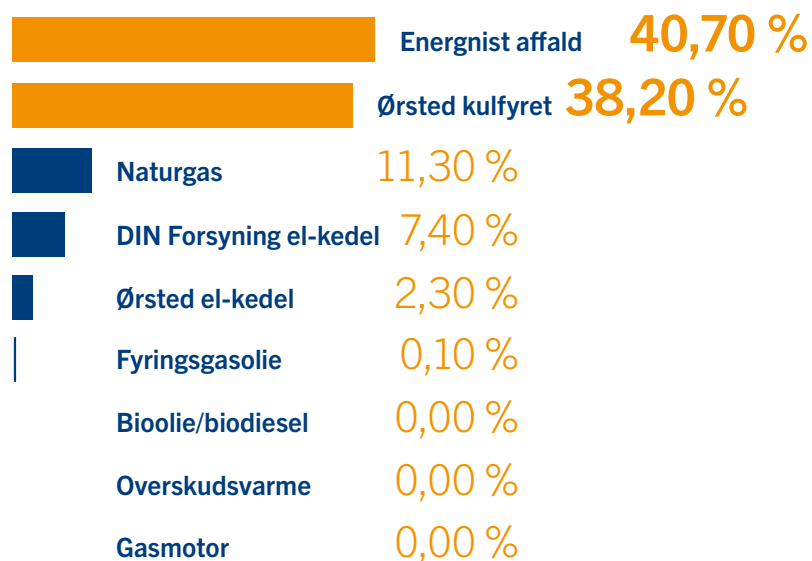 Energnist affald 40,70 %
Ørsted kulfyret 38,20 %
Naturgas 11,30 %
DIN Forsyning el-kedel 7,40 %
Ørsted el-kedel 2,30 %
Fyringsgasolie 0,10 %
Bioolie/biodiesel 0,00 %
Overskudsvarme 0,00 %
Gasmotor 0,00 %